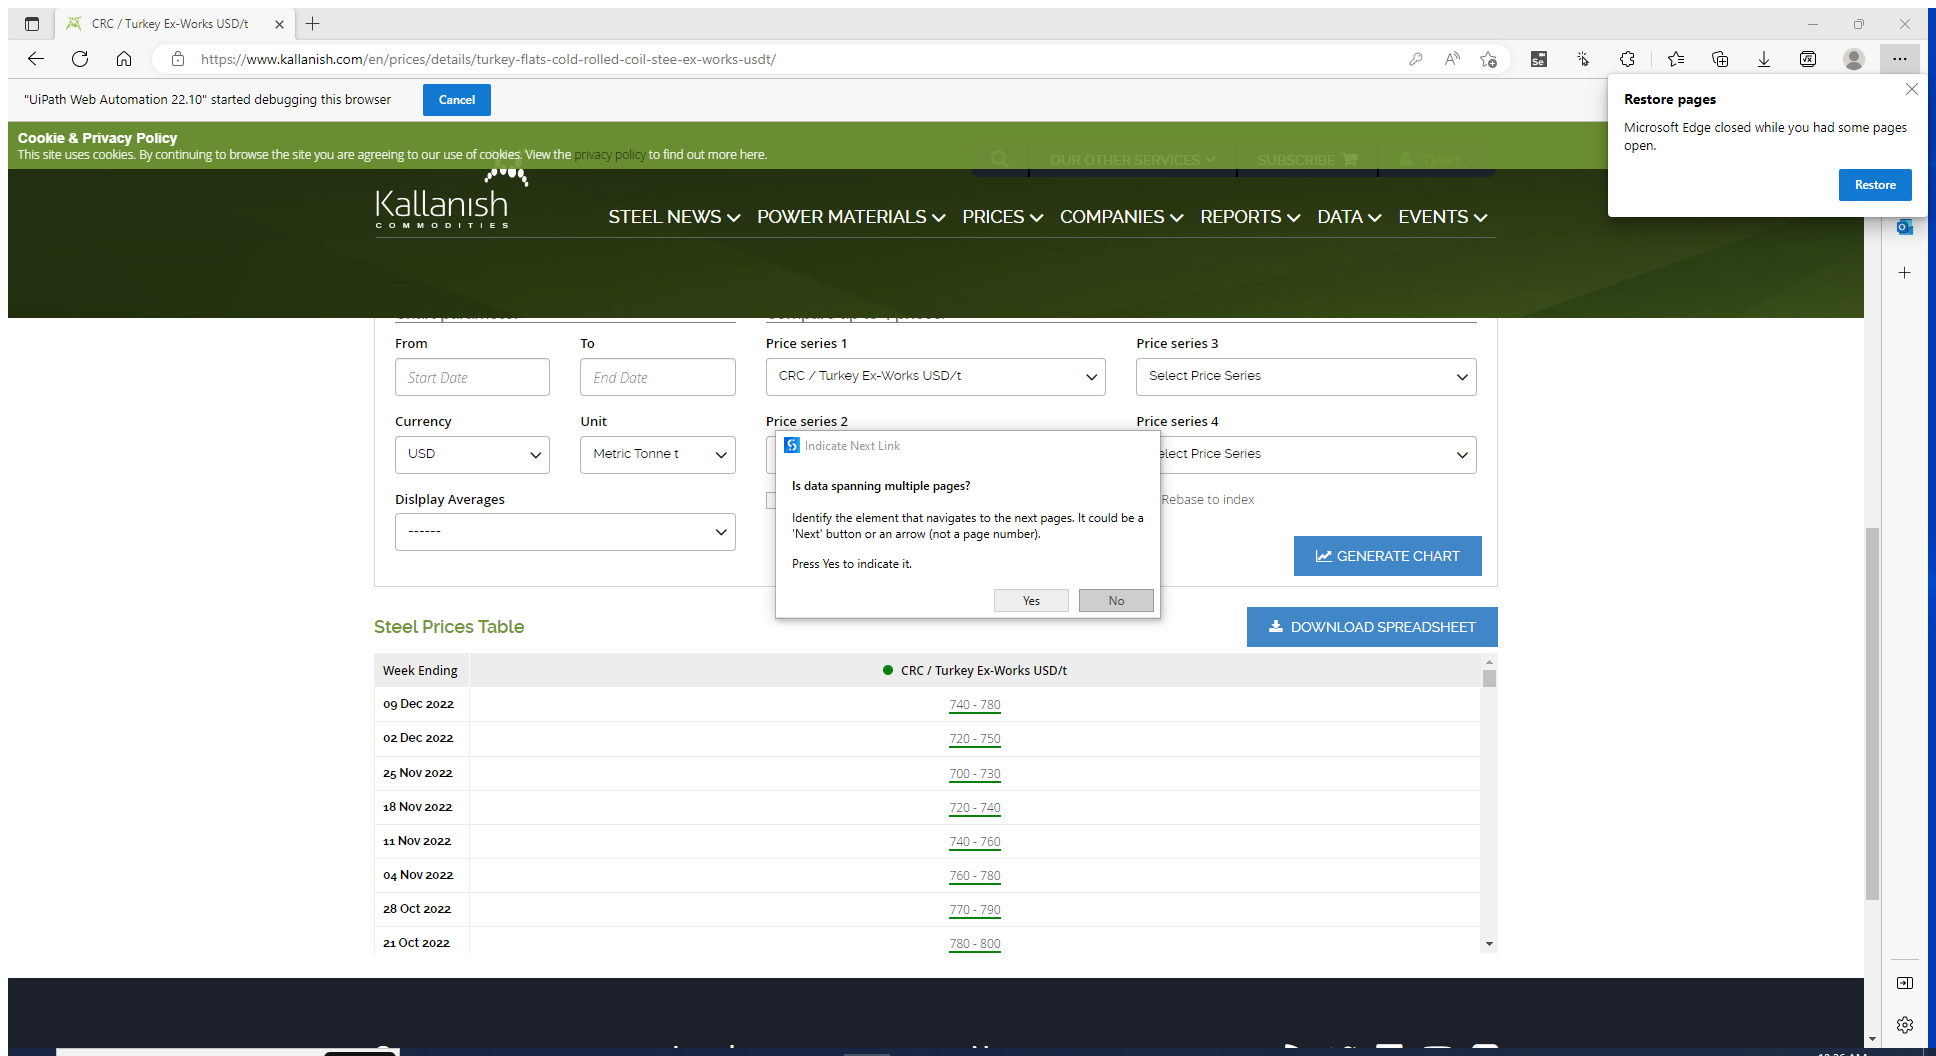 CRC / Turkey Ex-Works USD/t
https://www.kallanish.com/en/prices/details/turkey-flats-cold-rolled-coil-stee-ex-works-usdt/
"UiPath Web Automation 22.10" started debugging this browser
Cancel
Restore pages
Microsoft Edge closed while you had some pages
open.
Restore
Cookie & Privacy Policy
This site uses cookies. By continuing to browse the site you are agreeing to our use of cookies. View the privacy policy to find out more here.
OUR OTHER SERVICES
SUBSCRIBE
Tjaart
Kallanish
COMMODITIES
STEEL NEWS
POWER MATERIALS
PRICES
COMPANIES
REPORTS
DATA
EVENTS
From
To
Price series 1
Price series 3
Start Date
End Date
CRC / Turkey Ex-Works USD/t
Select Price Series
Currency
Unit
Price series 2
Price series 4
USD
Metric Tonne t
elect Price Series
Dislplay Averages
------
Rebase to index
GENERATE CHART
Indicate Next Link
Is data spanning multiple pages?
Identify the element that navigates to the next pages. It could be a
'Next' button or an arrow (not a page number).
Press Yes to indicate it.
Yes
No
Steel Prices Table
DOWNLOAD SPREADSHEET
Week Ending
CRC / Turkey Ex-Works USD/t
09 Dec 2022
740 - 780
02 Dec 2022
720 - 750
25 Nov 2022
700 - 730
18 Nov 2022
720 - 740
11 Nov 2022
740 - 760
04 Nov 2022
760 - 780
28 Oct 2022
770 - 790
21 Oct 2022
780 - 800